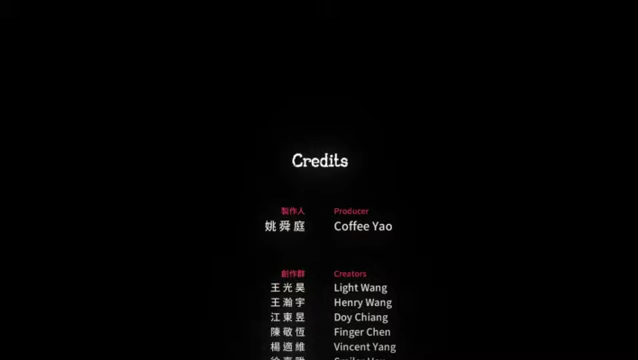 Credits
製作人 Producer
姚舜庭 Coffee Yao
創作群 Creators
王光昊 Light Wang
王瀚宇 Henry Wang
江東昱 Doy Chiang
陳敬恆 Finger Chen
楊適維 Vincent Yang